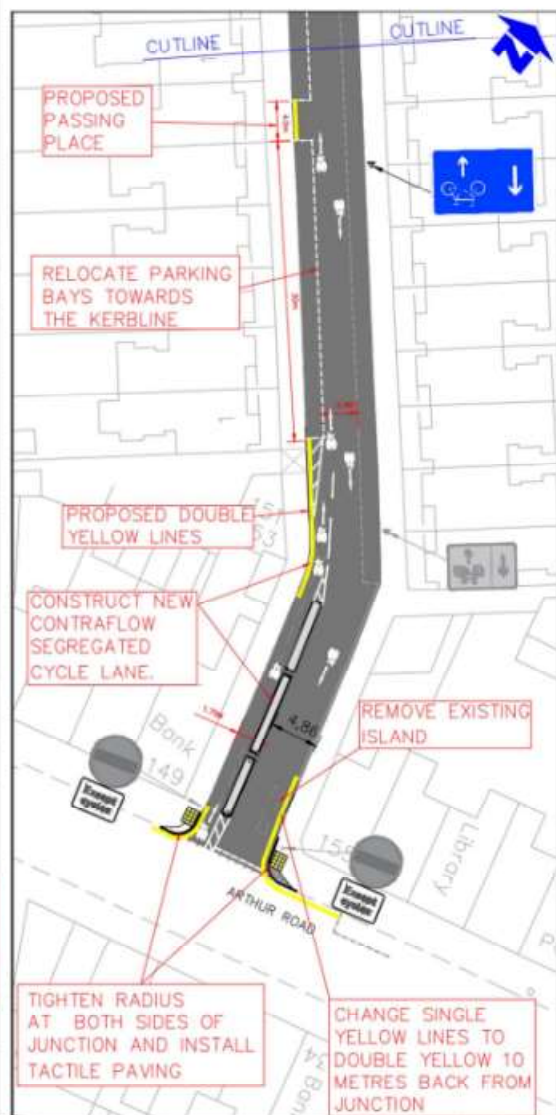 CUTLINE
CUTLINE
PROPOSED
PASSING
PLACE
RELOCATE PARKING
BAYS TOWARDS
THE KERBLINE
PROPOSED DOUBLE
YELLOW LINES
CONSTRUCT NEW
CONTRAFLOW
SEGREGATED
CYCLE LANE.
REMOVE EXISTING
ISLAND
4.86
Bank
149
Except
cycles
Except
cycles
Library
ARTHUR ROAD
TIGHTEN RADIUS
AT BOTH SIDES OF
JUNCTION AND INSTALL
TACTILE PAVING
CHANGE SINGLE
YELLOW LINES TO
DOUBLE YELLOW 10
METRES BACK FROM
JUNCTION
34